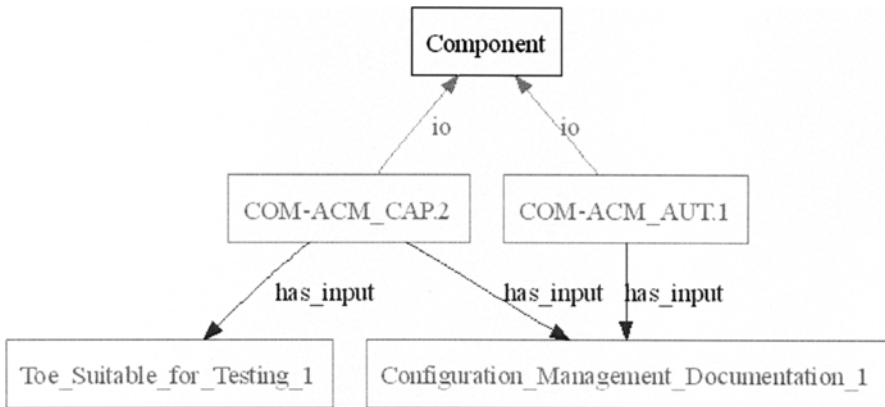 Component
io io
COM-ACM_CAP.2 COM-ACM_AUT.1
has_input has_input has_input
Toe_Suitable_for_Testing_1 Configuration_Management_Documentation_1